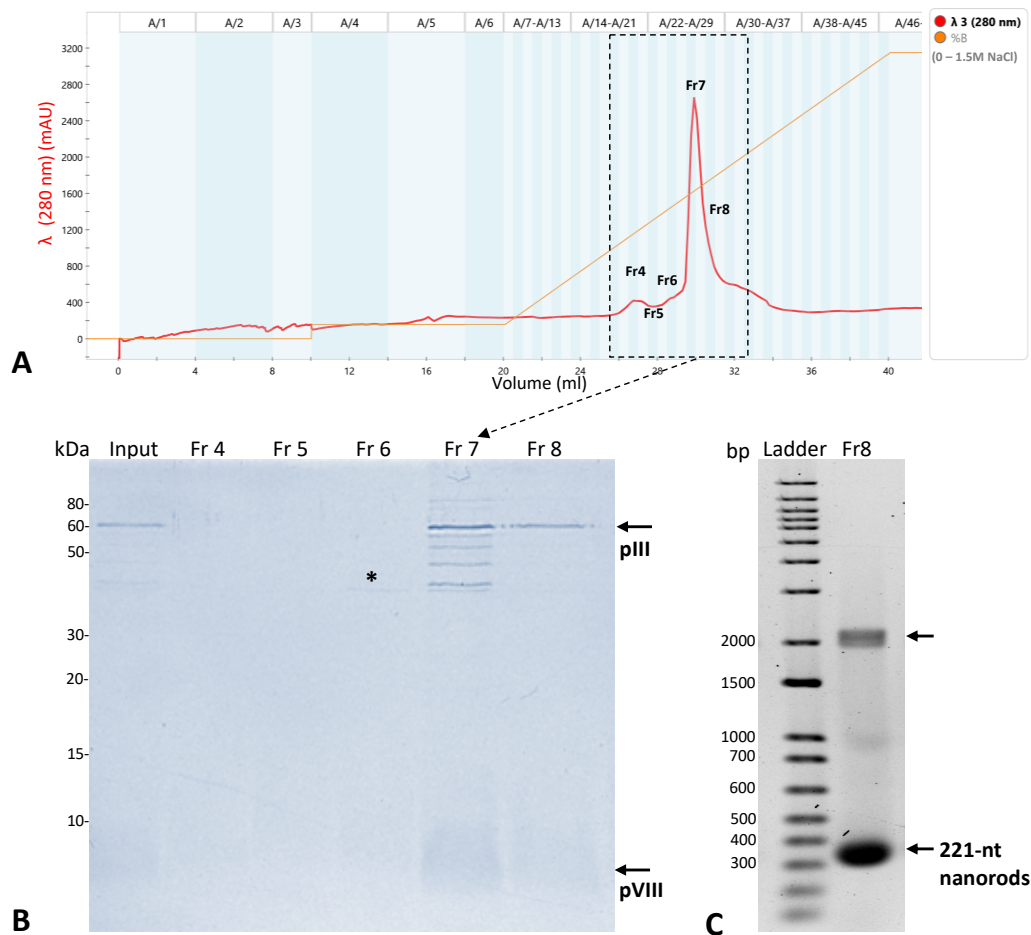 A/1 A/2 A/3 A/4 A/5 A/6 A/7-A/13 A/14-A/21 A/22-A/29 A/30-A/37 A/38-A/45 A/46-
λ 3 (280 nm)
%B
(0 – 1.5M NaCl)
λ (280 nm) (mAU)
3200
2800
2400
2000
1600
1200
800
400
0
Fr7
Fr8
Fr4
Fr6
Fr5
0 4 8 12 16 20 24 28 32 36 40
Volume (ml)
A
kDa Input Fr 4 Fr 5 Fr 6 Fr 7 Fr 8
80-
60-
50-
30-
20-
15-
10-
*
pIII
pVIII
B
bp Ladder Fr8
2000
1500
1000
700
600
500
400
300
221-nt
nanorods
C